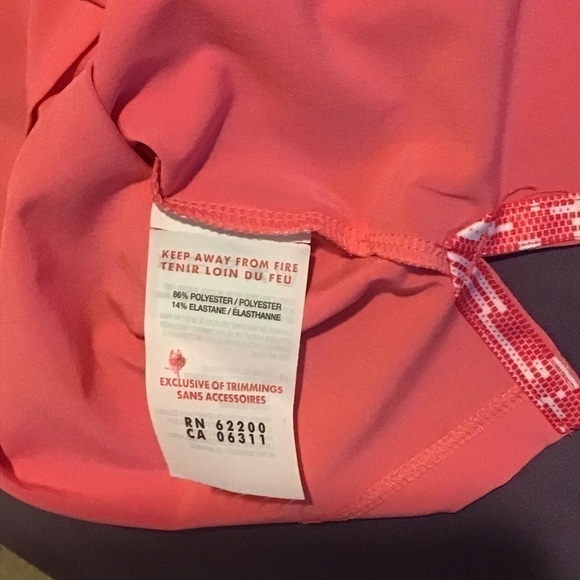 KEEP AWAY FROM FIRE
TENIR LOIN DU FEU
86% POLYESTER / POLYESTER
14% ELASTANE / ÉLASTHANNE
EXCLUSIVE OF TRIMMINGS
SANS ACCESSOIRES
RN 62200
CA 06311